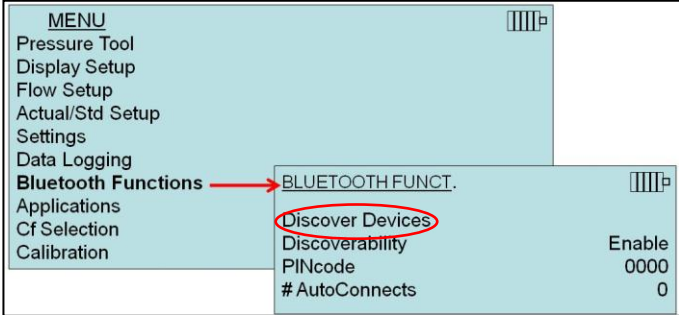 MENU
Pressure Tool
Display Setup
Flow Setup
Actual/Std Setup
Settings
Data Logging
Bluetooth Functions
Applications
Cf Selection
Calibration
BLUETOOTH FUNCT.
Discover Devices
Discoverability Enable
PINcode 0000
# AutoConnects 0